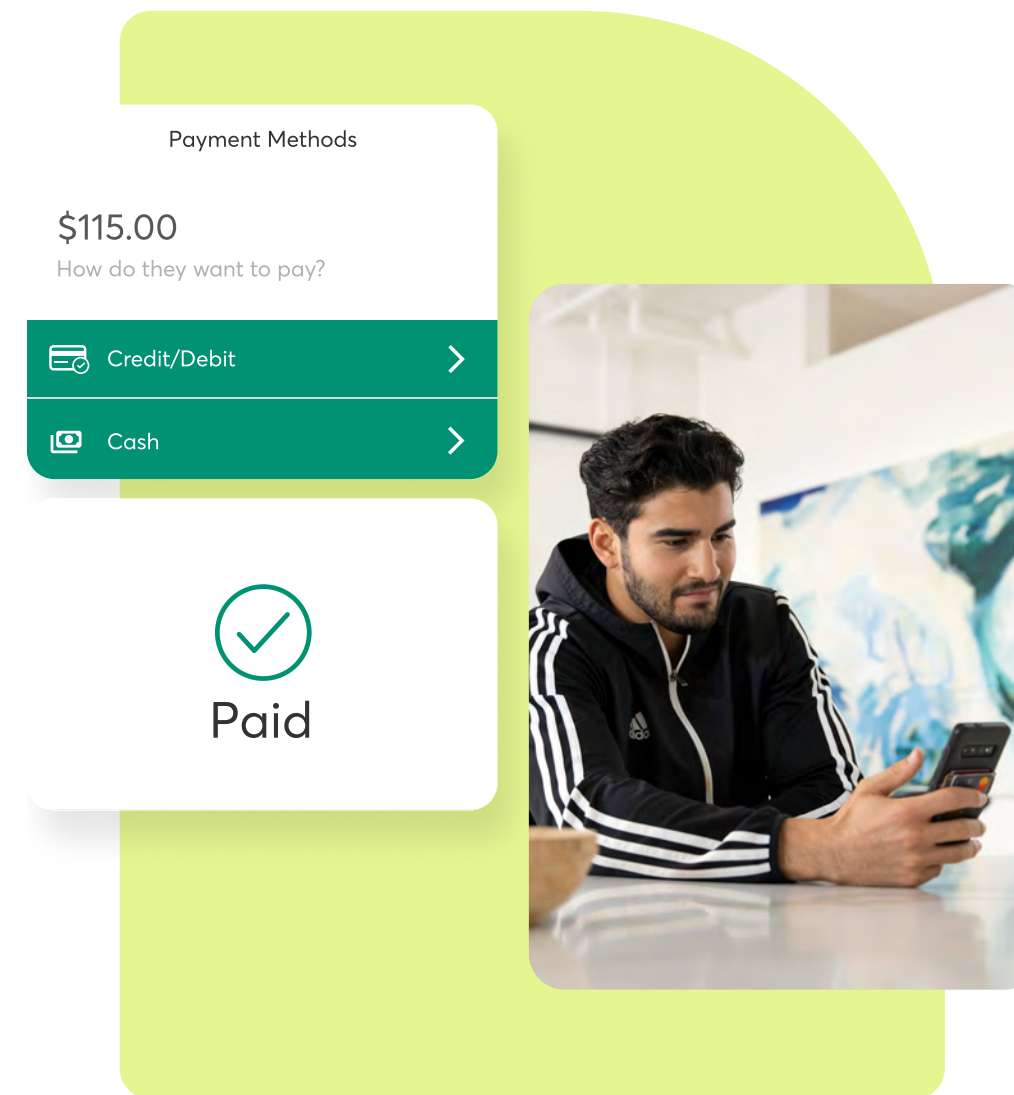 Payment Methods
$115.00
How do they want to pay?
Credit/Debit
Cash
Paid